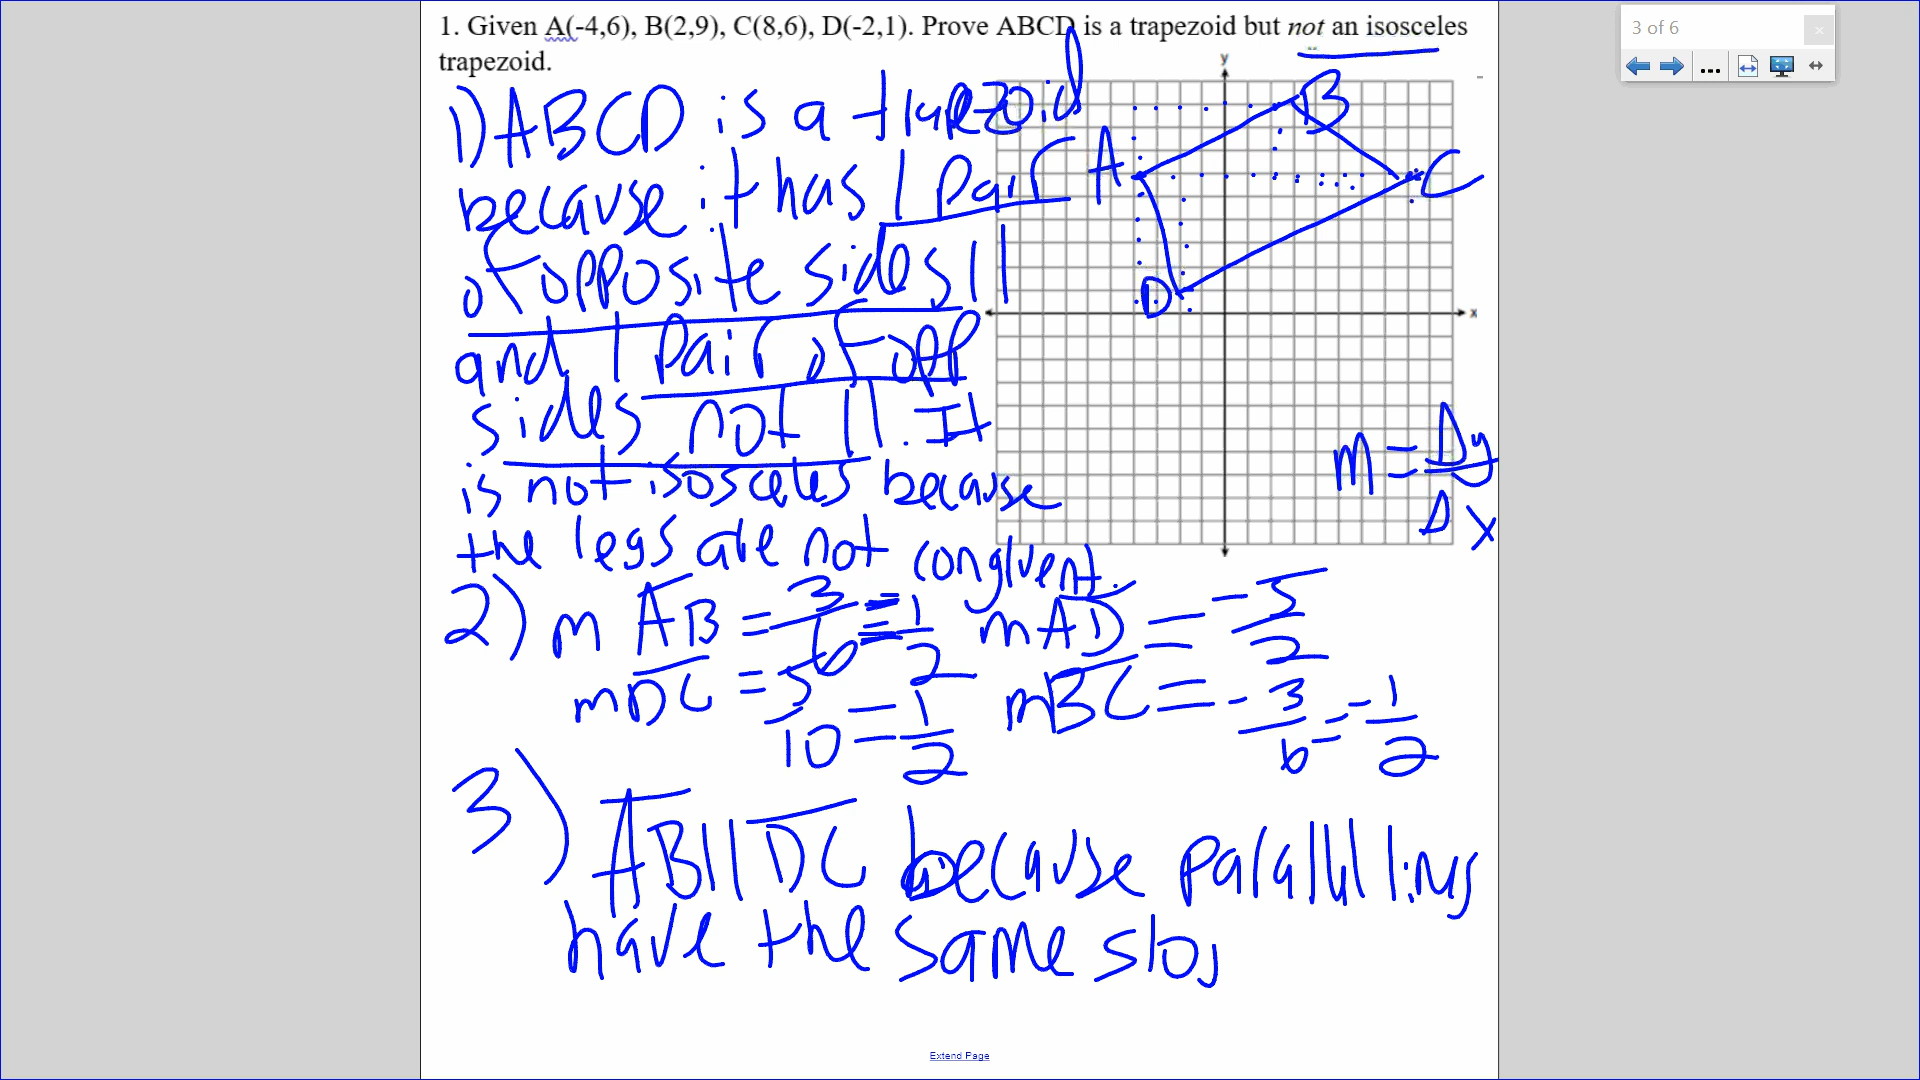 1. Given A(-4,6), B(2,9), C(8,6), D(-2,1). Prove ABCD is a trapezoid but not an isosceles
trapezoid.
3 of 6
1) ABCD is a trapezoid
because it has 1 pair
of opposite sides ||
and 1 pair of opp
sides not ||. It
is not isosceles because
the legs are not congruent.
y
x
A
B
C
D
m = Δy/Δx
2) m AB = 3/6 = 1/2 m AD = -5/2
m DC = 5/10 = 1/2 m BC = -3/6 = -1/2
3) AB || DC because parallel lines
have the same slop
Extend Page